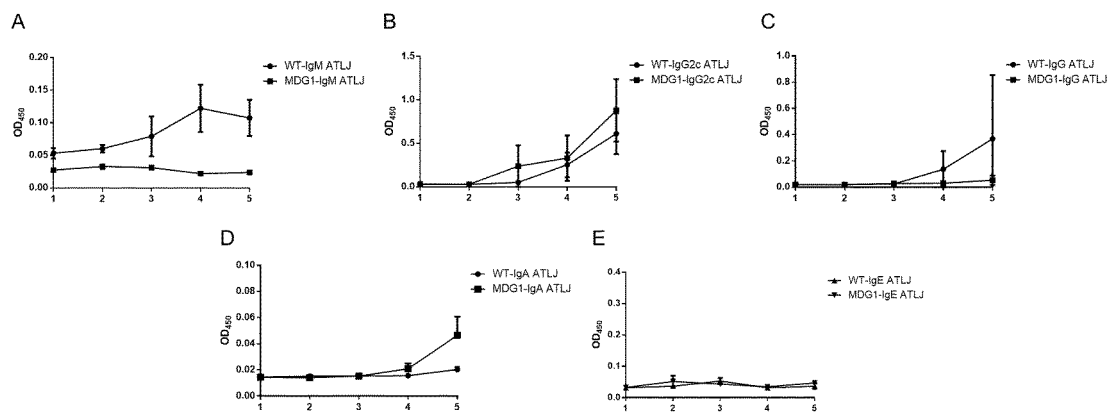 A
B
C
0.20
WT-IgM ATLJ
MDG1-IgM ATLJ
0.15
0.10
0.05
0.00
OD450
1 2 3 4 5
1.5
WT-IgG2c ATLJ
MDG1-IgG2c ATLJ
1.0
0.5
0.0
OD450
1 2 3 4 5
1.0
WT-IgG ATLJ
MDG1-IgG ATLJ
0.8
0.6
0.4
0.2
0.0
OD450
1 2 3 4 5
D
E
0.10
WT-IgA ATLJ
MDG1-IgA ATLJ
0.08
0.06
0.04
0.02
0.00
OD450
1 2 3 4 5
0.4
WT-IgE ATLJ
MDG1-IgE ATLJ
0.3
0.2
0.1
0.0
OD450
1 2 3 4 5